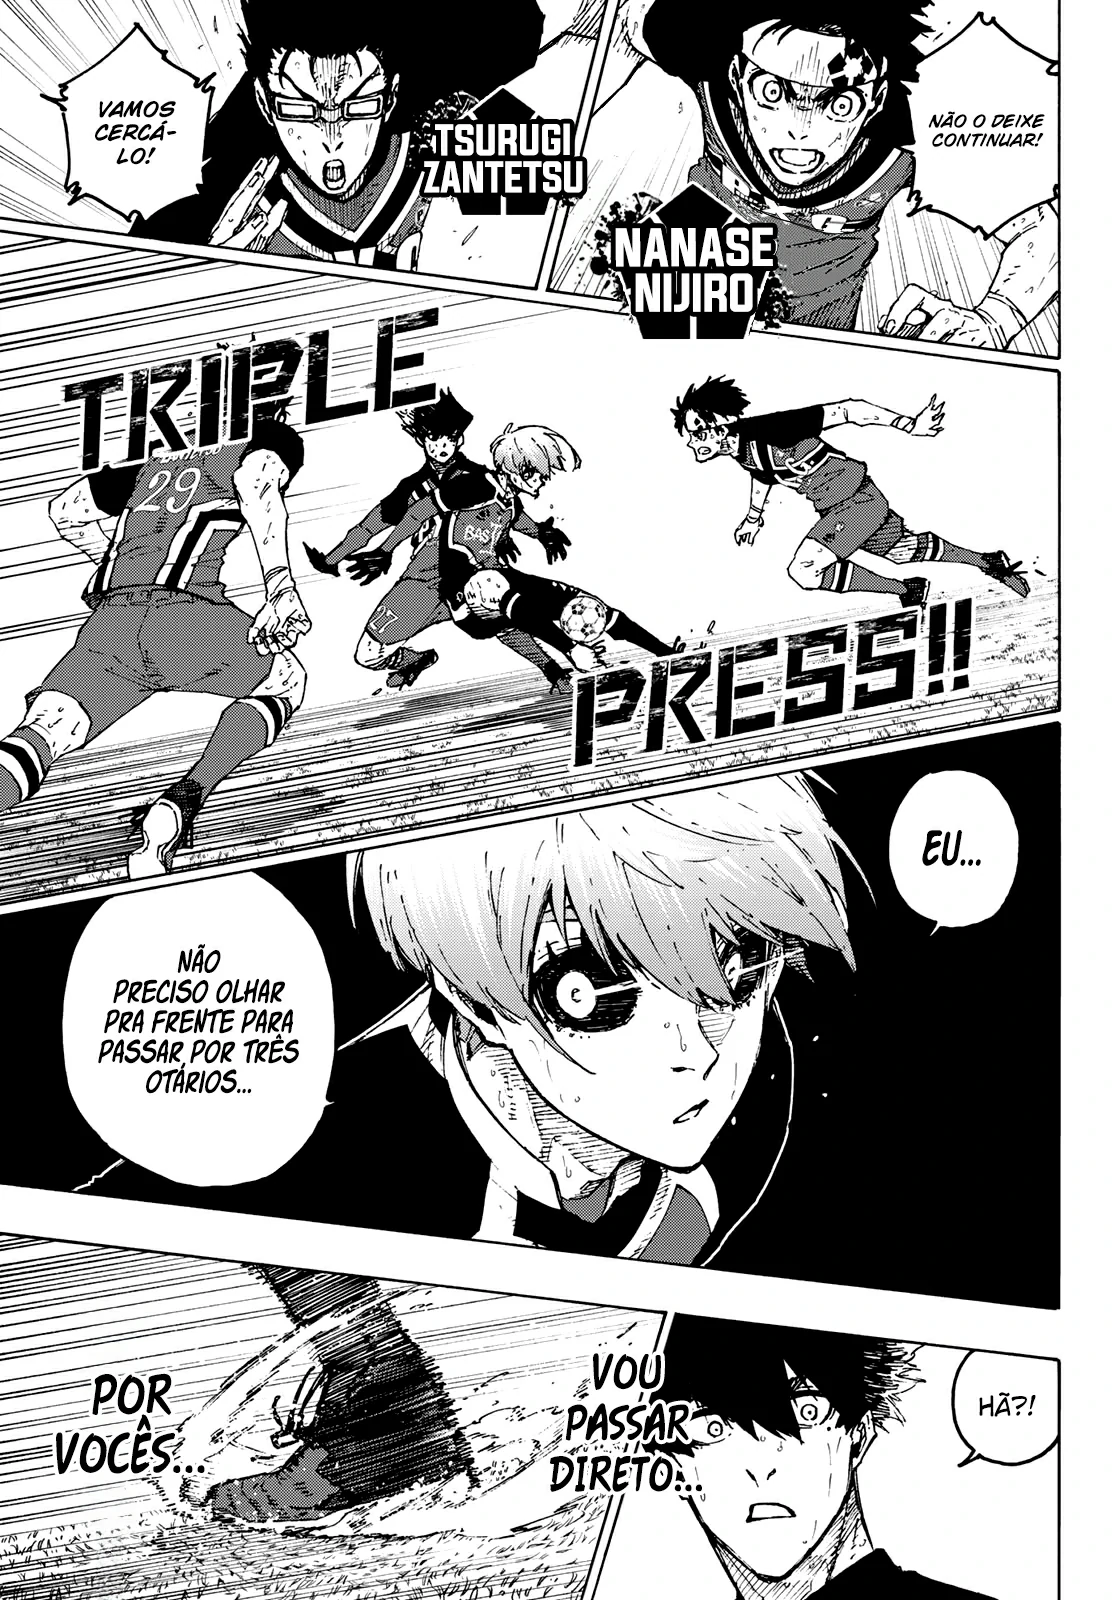 NÃO O DEIXE
CONTINUAR!
NANASE
NIJIRO
VAMOS
CERCÁ-
LO!
TSURUGI
ZANTETSU
TRIPLE
PRESS!!
29
BAS
27
EU...
NÃO
PRECISO OLHAR
PRA FRENTE PARA
PASSAR POR TRÊS
OTÁRIOS...
HÃ?!
VOU
PASSAR
DIRETO...
POR
VOCÊS...